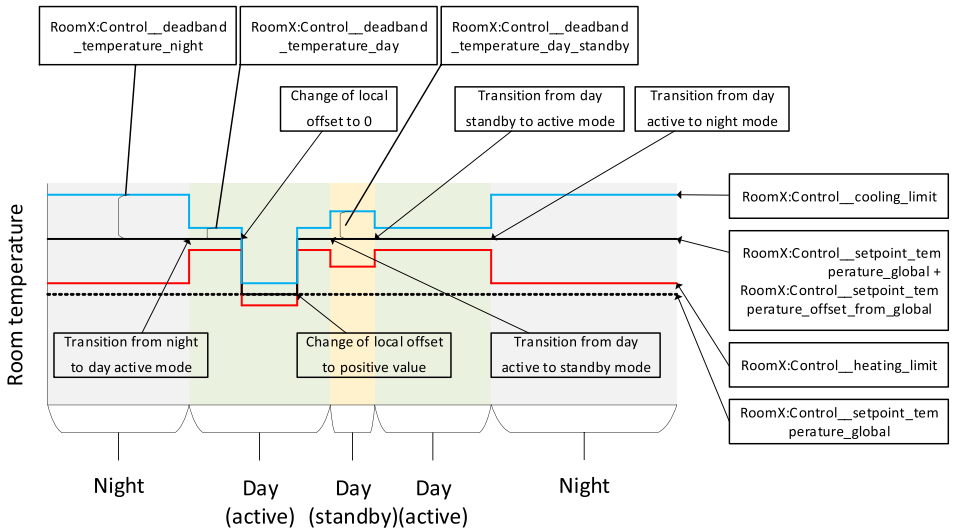 RoomX:Control__deadband
_temperature_night
RoomX:Control__deadband
_temperature_day
RoomX:Control__deadband
_temperature_day_standby
Change of local
offset to 0
Transition from day
standby to active mode
Transition from day
active to night mode
RoomX:Control__cooling_limit
RoomX:Control__setpoint_tem
perature_global +
RoomX:Control__setpoint_tem
perature_offset_from_global
RoomX:Control__heating_limit
RoomX:Control__setpoint_tem
perature_global
Room temperature
Transition from night
to day active mode
Change of local offset
to positive value
Transition from day
active to standby mode
Night
Day
(active)
Day
(standby)
Day
(active)
Night